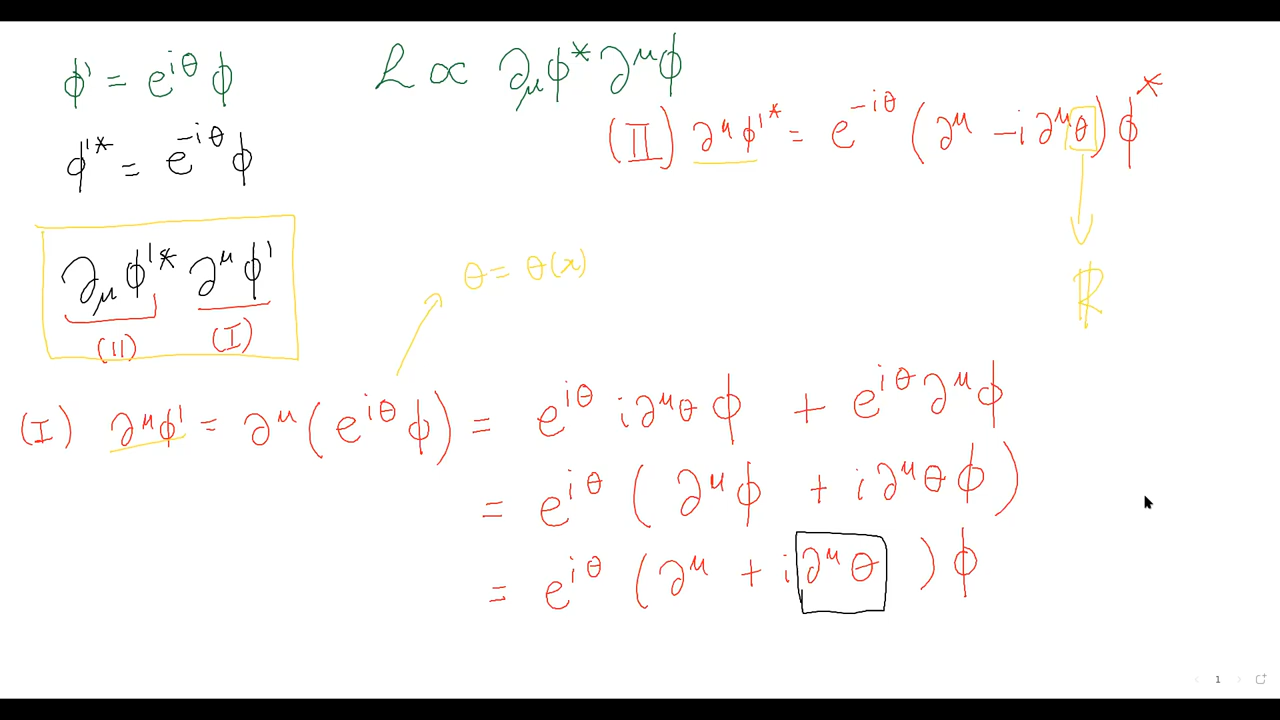 ϕ' = e^{iθ} ϕ
ℒ ∝ ∂_μ ϕ* ∂^μ ϕ
(II) ∂^μ ϕ'* = e^{-iθ} (∂^μ - i ∂^μ θ) ϕ*
ϕ'* = e^{-iθ} ϕ
ℝ
∂_μ ϕ'* ∂^μ ϕ'
(II) (I)
θ = θ(x)
(I) ∂^μ ϕ' = ∂^μ (e^{iθ} ϕ) = e^{iθ} i ∂^μ θ ϕ + e^{iθ} ∂^μ ϕ
= e^{iθ} (∂^μ ϕ + i ∂^μ θ ϕ)
= e^{iθ} (∂^μ + i ∂^μ θ) ϕ
1